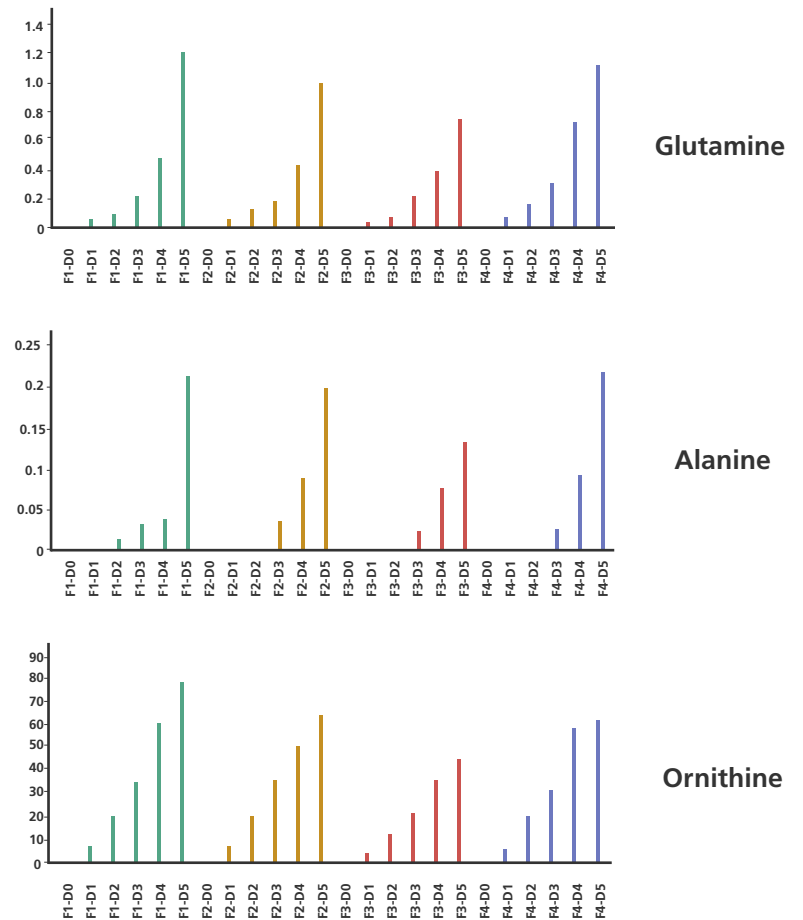 1.4
1.2
1.0
0.8
0.6
0.4
0.2
0
F1-D0
F1-D1
F1-D2
F1-D3
F1-D4
F1-D5
F2-D0
F2-D1
F2-D2
F2-D3
F2-D4
F2-D5
F3-D0
F3-D1
F3-D2
F3-D3
F3-D4
F3-D5
F4-D0
F4-D1
F4-D2
F4-D3
F4-D4
F4-D5
Glutamine
0.25
0.2
0.15
0.1
0.05
0
F1-D0
F1-D1
F1-D2
F1-D3
F1-D4
F1-D5
F2-D0
F2-D1
F2-D2
F2-D3
F2-D4
F2-D5
F3-D0
F3-D1
F3-D2
F3-D3
F3-D4
F3-D5
F4-D0
F4-D1
F4-D2
F4-D3
F4-D4
F4-D5
Alanine
90
80
70
60
50
40
30
20
10
0
F1-D0
F1-D1
F1-D2
F1-D3
F1-D4
F1-D5
F2-D0
F2-D1
F2-D2
F2-D3
F2-D4
F2-D5
F3-D0
F3-D1
F3-D2
F3-D3
F3-D4
F3-D5
F4-D0
F4-D1
F4-D2
F4-D3
F4-D4
F4-D5
Ornithine